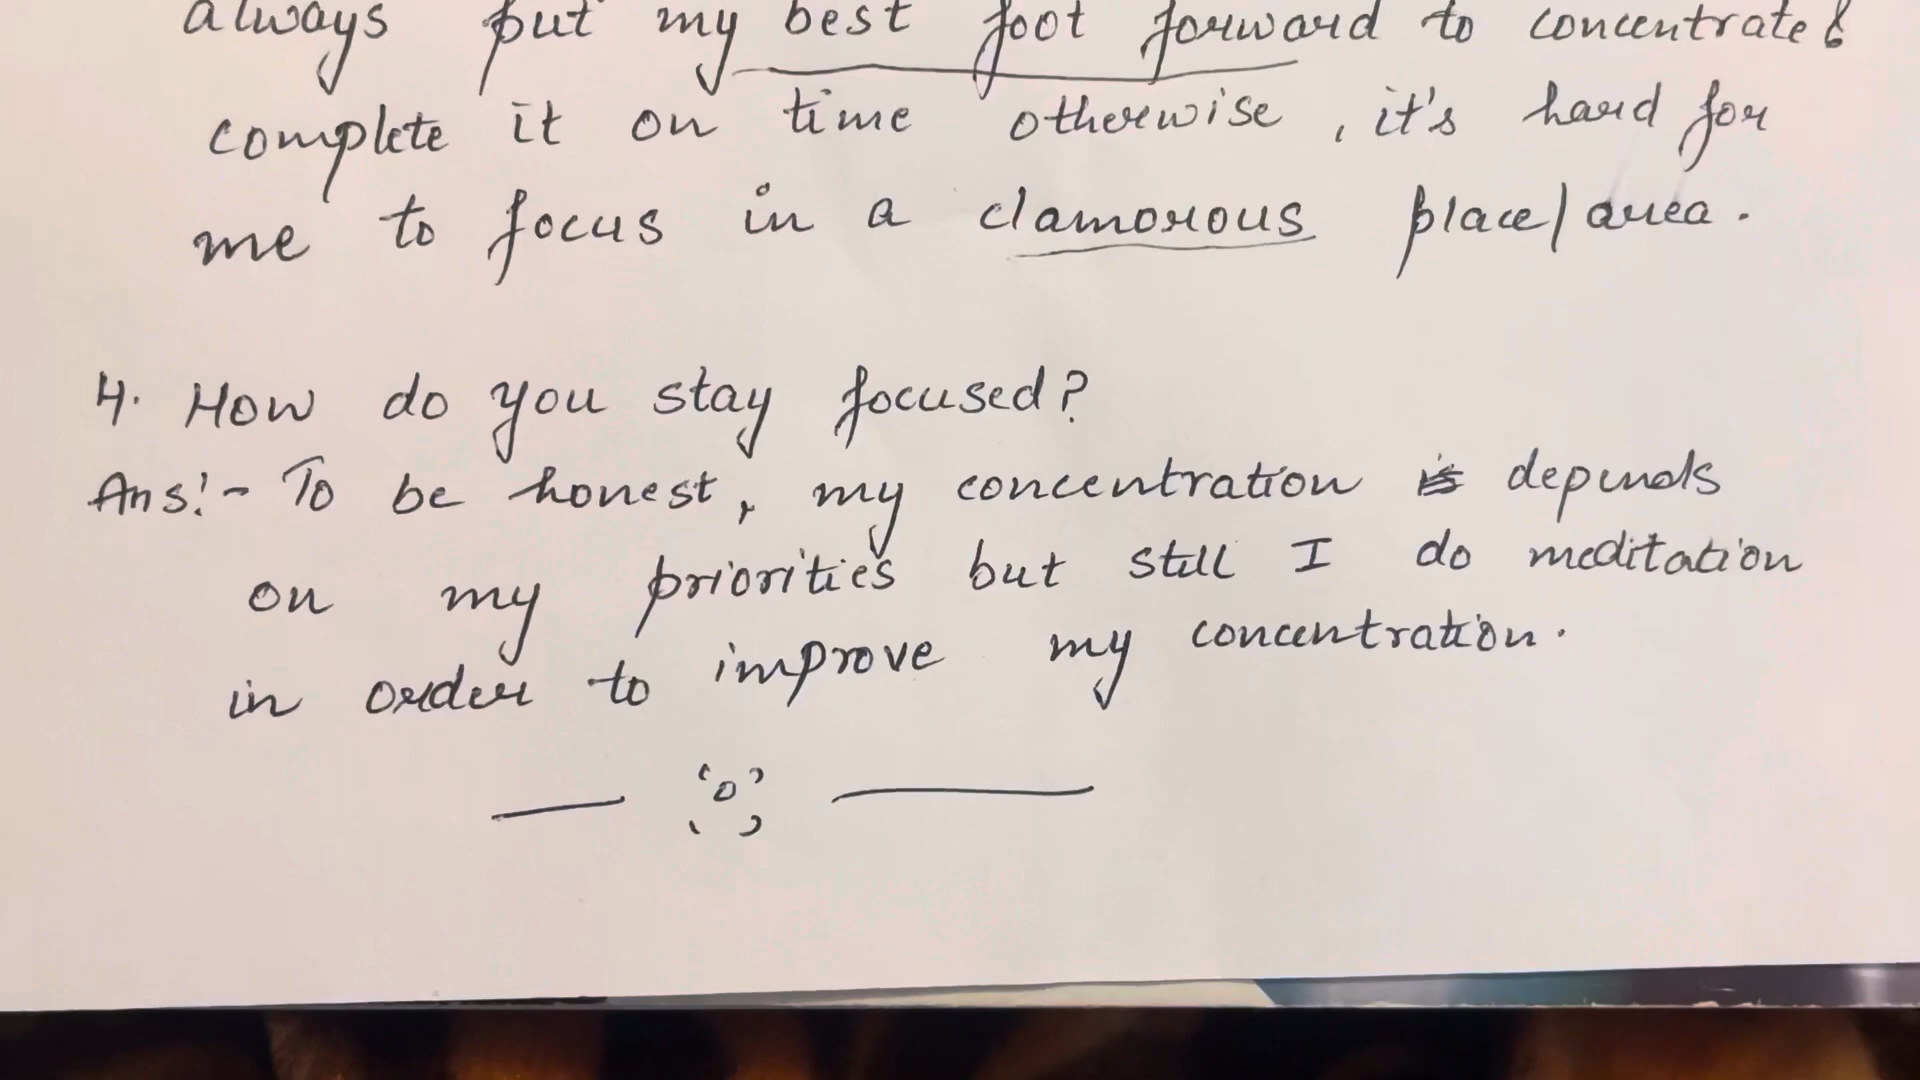 always put my best foot forward to concentrate &
complete it on time otherwise, it's hard for
me to focus in a clamorous place/area.
4. How do you stay focused?
Ans:- To be honest, my concentration is depends
on my priorities but still I do meditation
in order to improve my concentration.